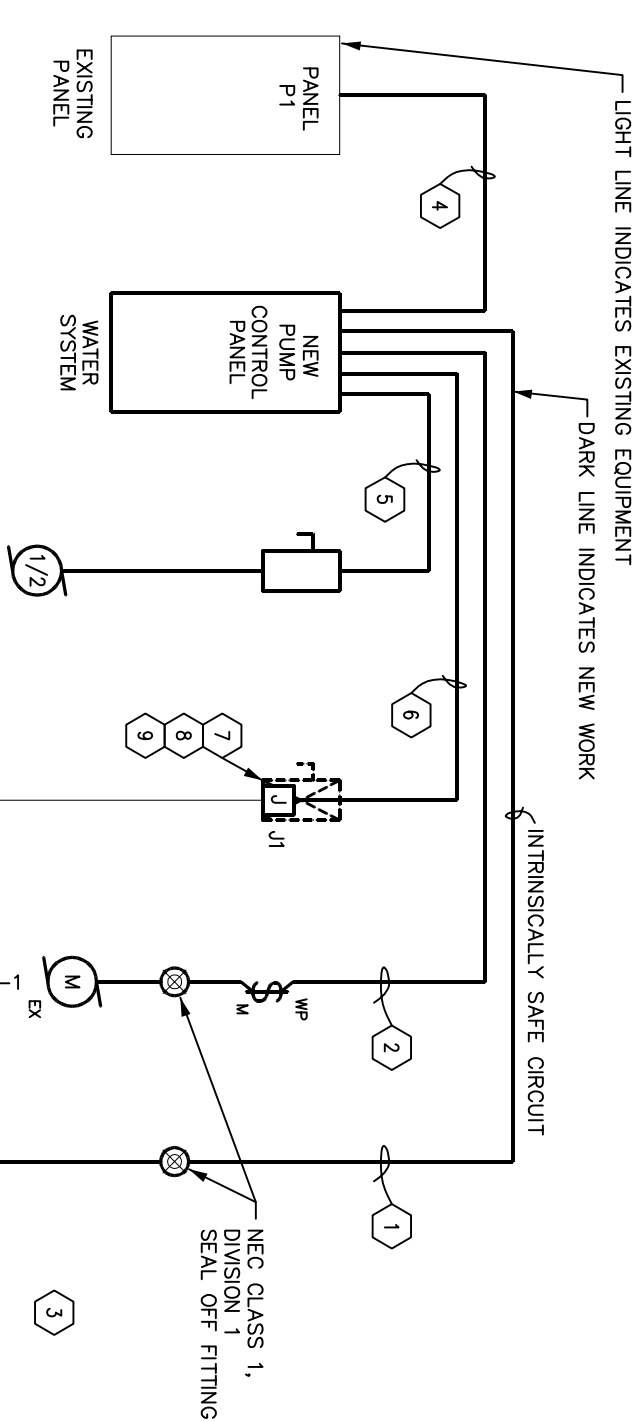 LIGHT LINE INDICATES EXISTING EQUIPMENT
DARK LINE INDICATES NEW WORK
INTRINSICALLY SAFE CIRCUIT
PANEL
P1
EXISTING
PANEL
4
NEW
PUMP
CONTROL
PANEL
WATER
SYSTEM
5
1/2
6
7
8
9
J
J1
2
WP
M
M
1
EX
1
NEC CLASS 1,
DIVISION 1
SEAL OFF FITTING
3